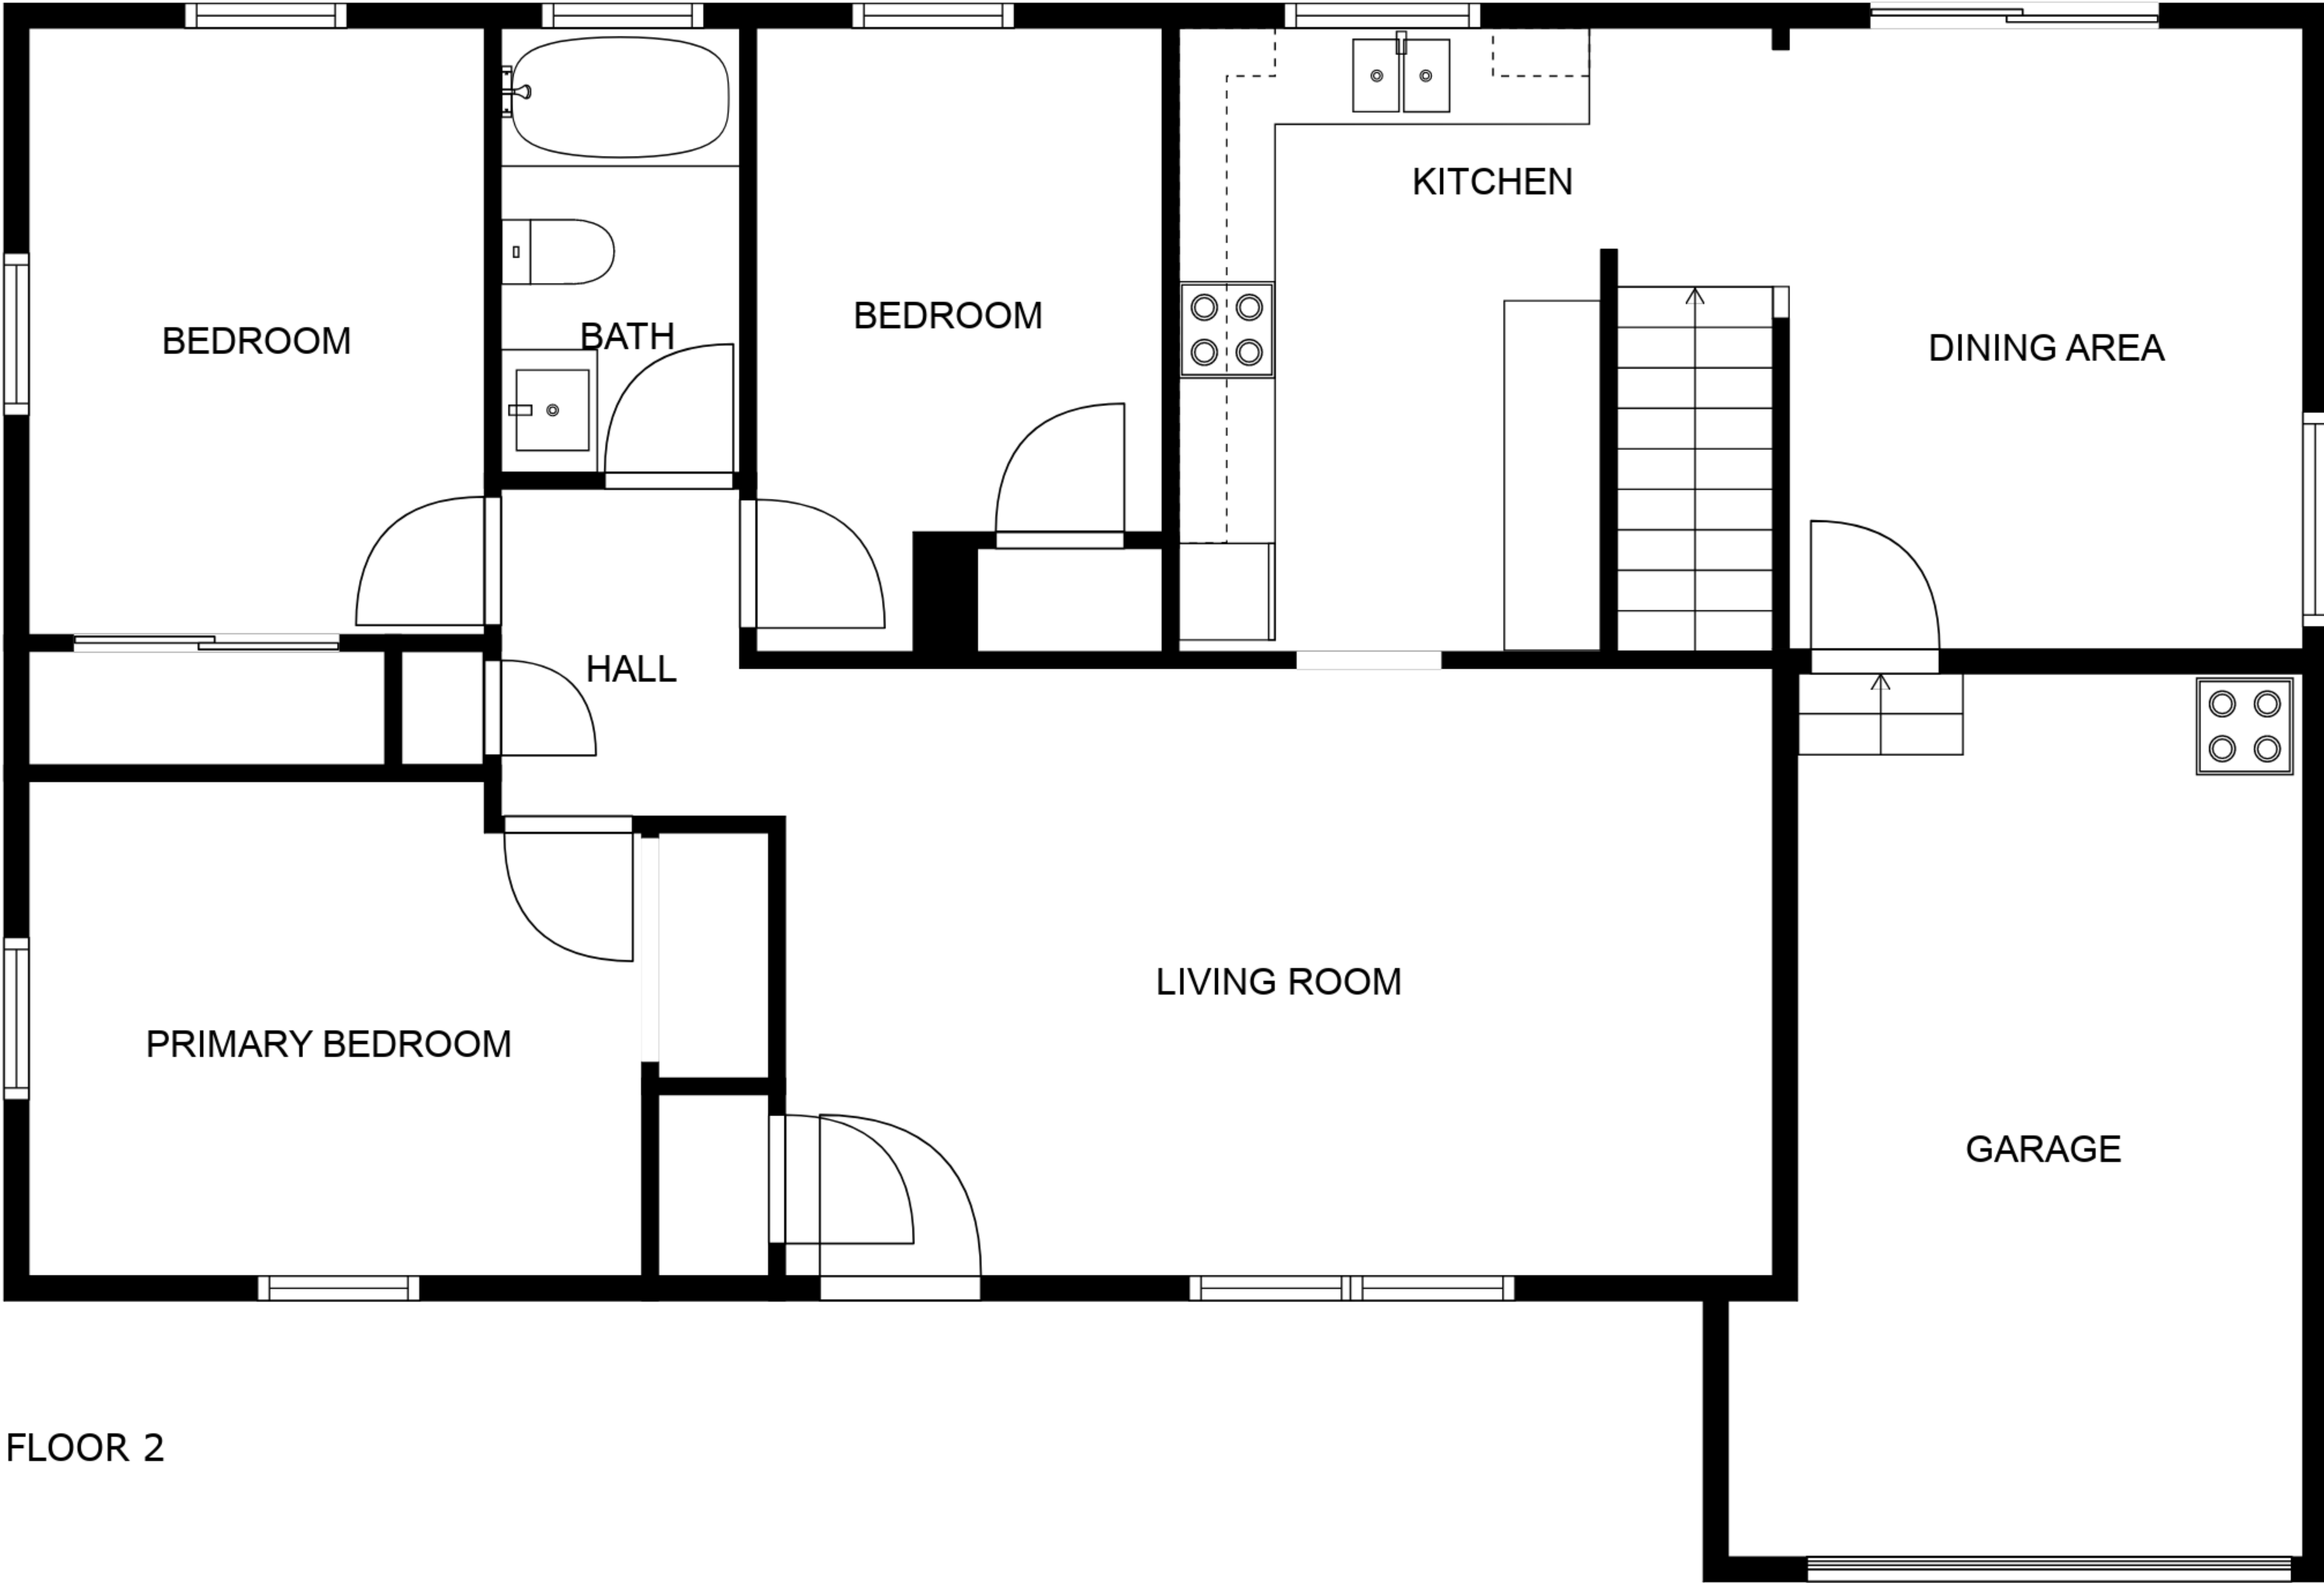 KITCHEN
BEDROOM
BATH
BEDROOM
DINING AREA
HALL
LIVING ROOM
PRIMARY BEDROOM
GARAGE
FLOOR 2